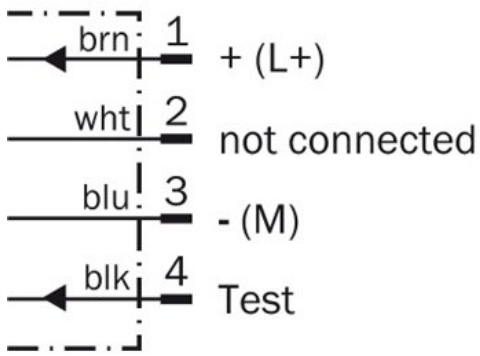 brn 1 + (L+)
wht 2 not connected
blu 3 - (M)
blk 4 Test